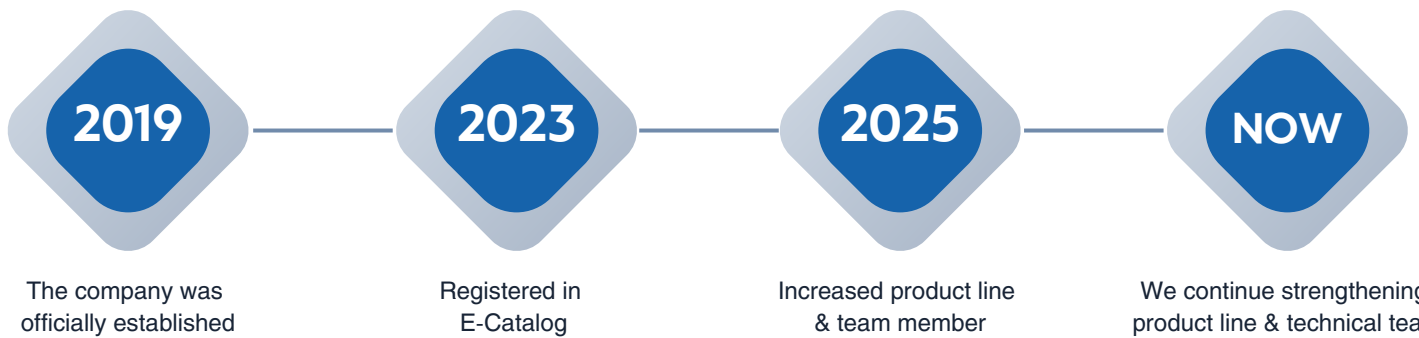 2019
2023
2025
NOW
The company was
officially established
Registered in
E-Catalog
Increased product line
& team member
We continue strengthening
product line & technical